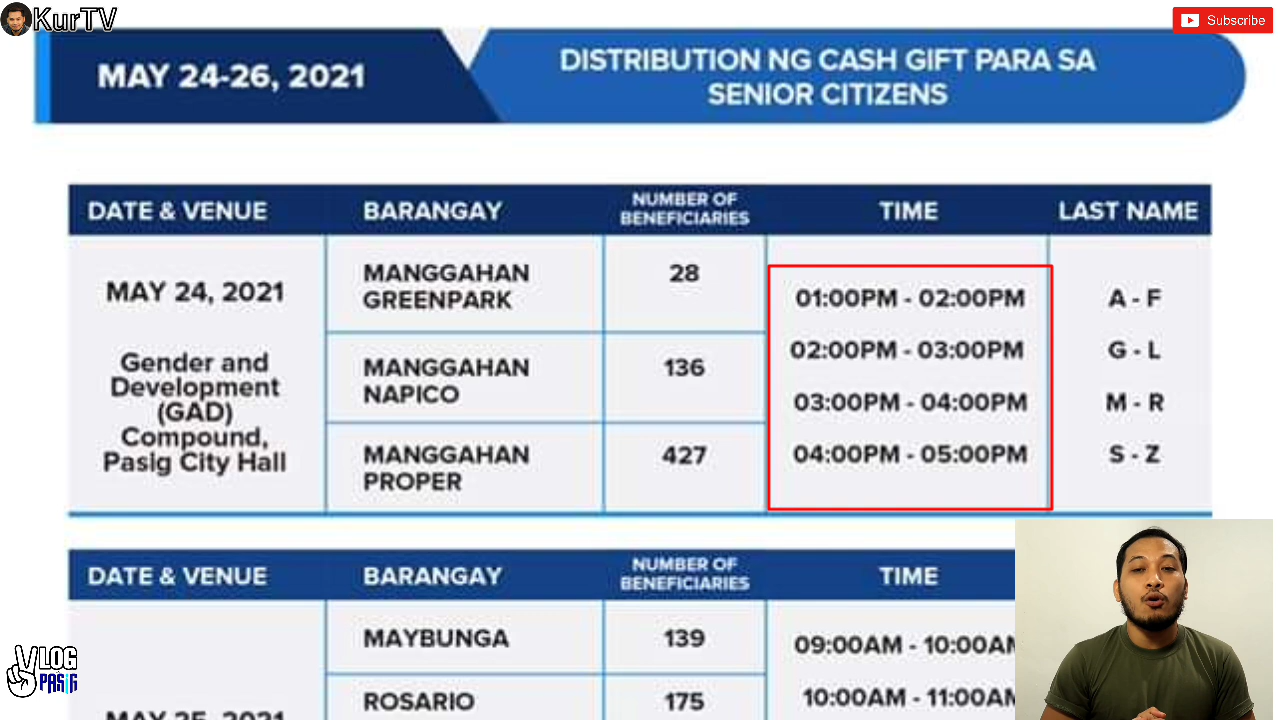 KurTV
Subscribe
MAY 24-26, 2021
DISTRIBUTION NG CASH GIFT PARA SA
SENIOR CITIZENS
DATE & VENUE
BARANGAY
NUMBER OF
BENEFICIARIES
TIME
LAST NAME
MAY 24, 2021
Gender and
Development
(GAD)
Compound,
Pasig City Hall
MANGGAHAN
GREENPARK
28
MANGGAHAN
NAPICO
136
MANGGAHAN
PROPER
427
01:00PM - 02:00PM
A - F
02:00PM - 03:00PM
G - L
03:00PM - 04:00PM
M - R
04:00PM - 05:00PM
S - Z
DATE & VENUE
BARANGAY
NUMBER OF
BENEFICIARIES
TIME
MAY 25, 2021
MAYBUNGA
139
ROSARIO
175
09:00AM - 10:00AM
10:00AM - 11:00AM
VLOG
PASIG